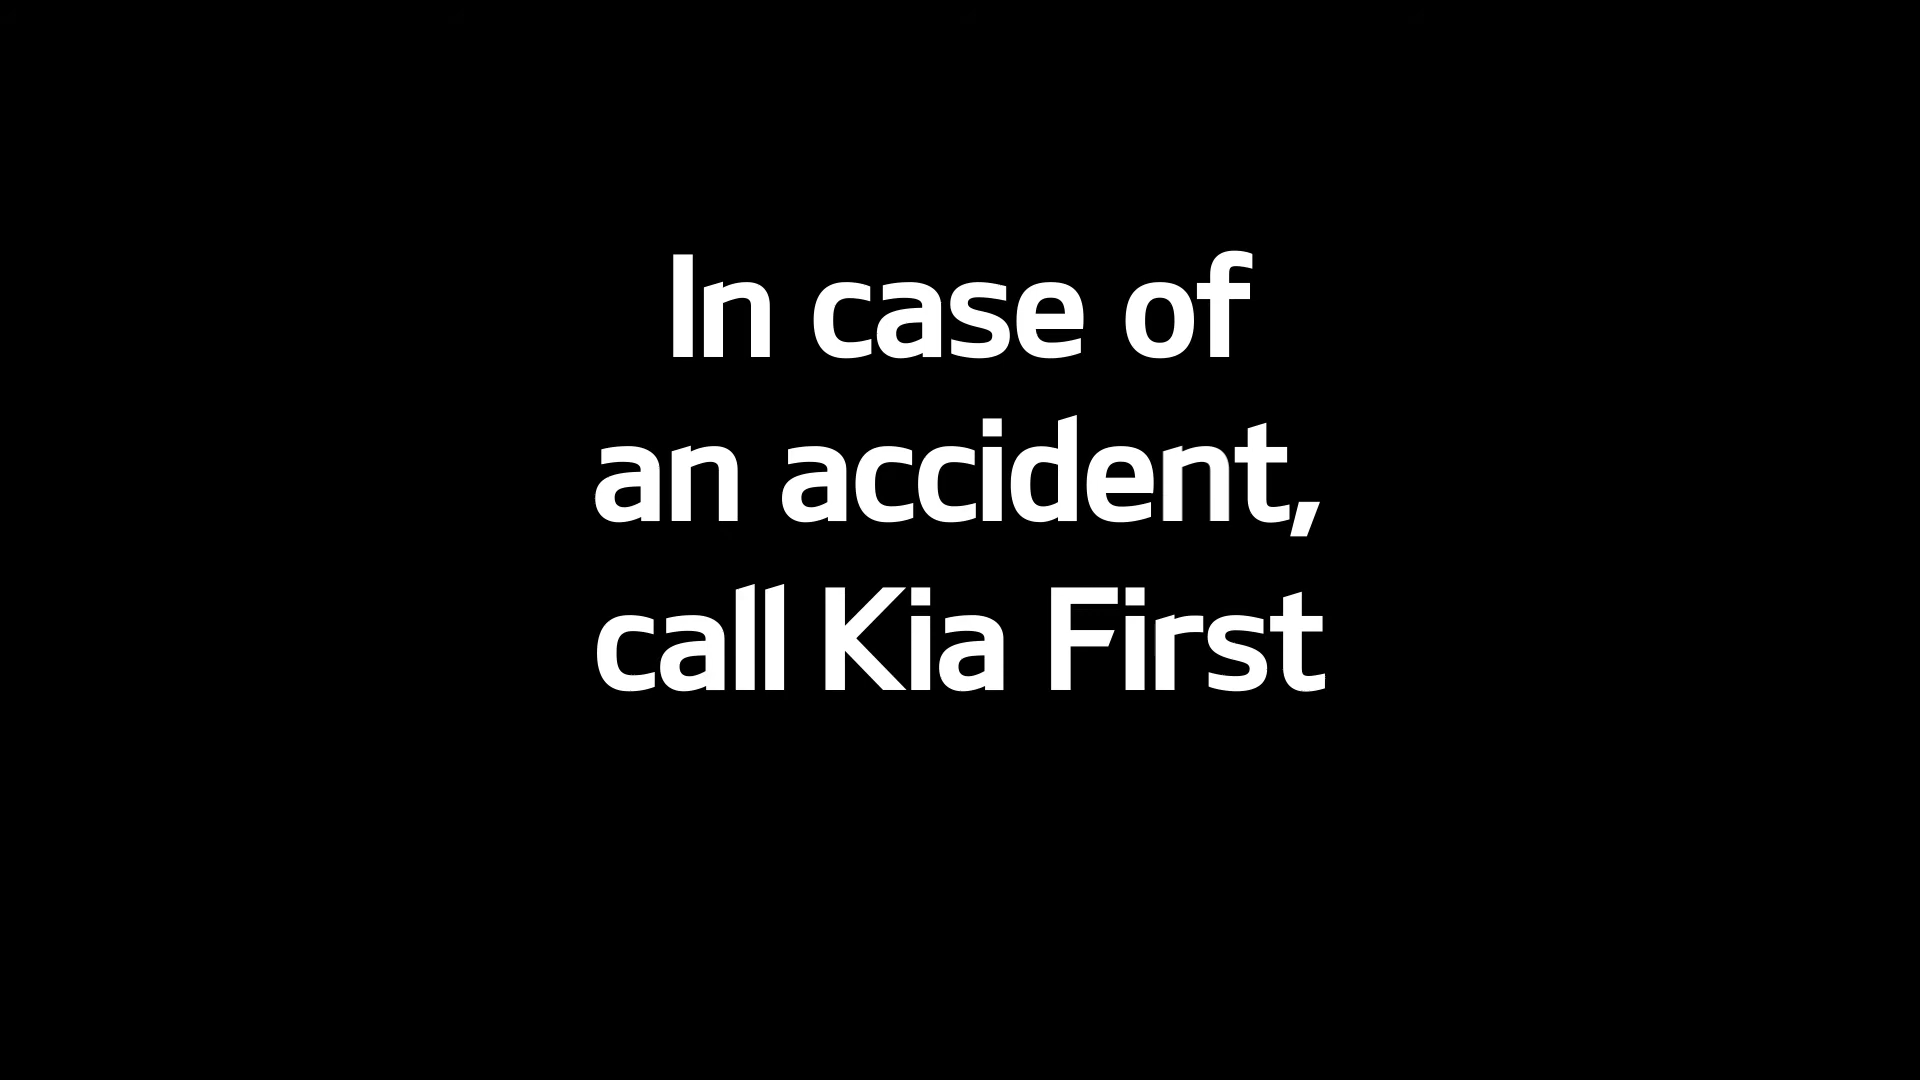 In case of
an accident,
call Kia First